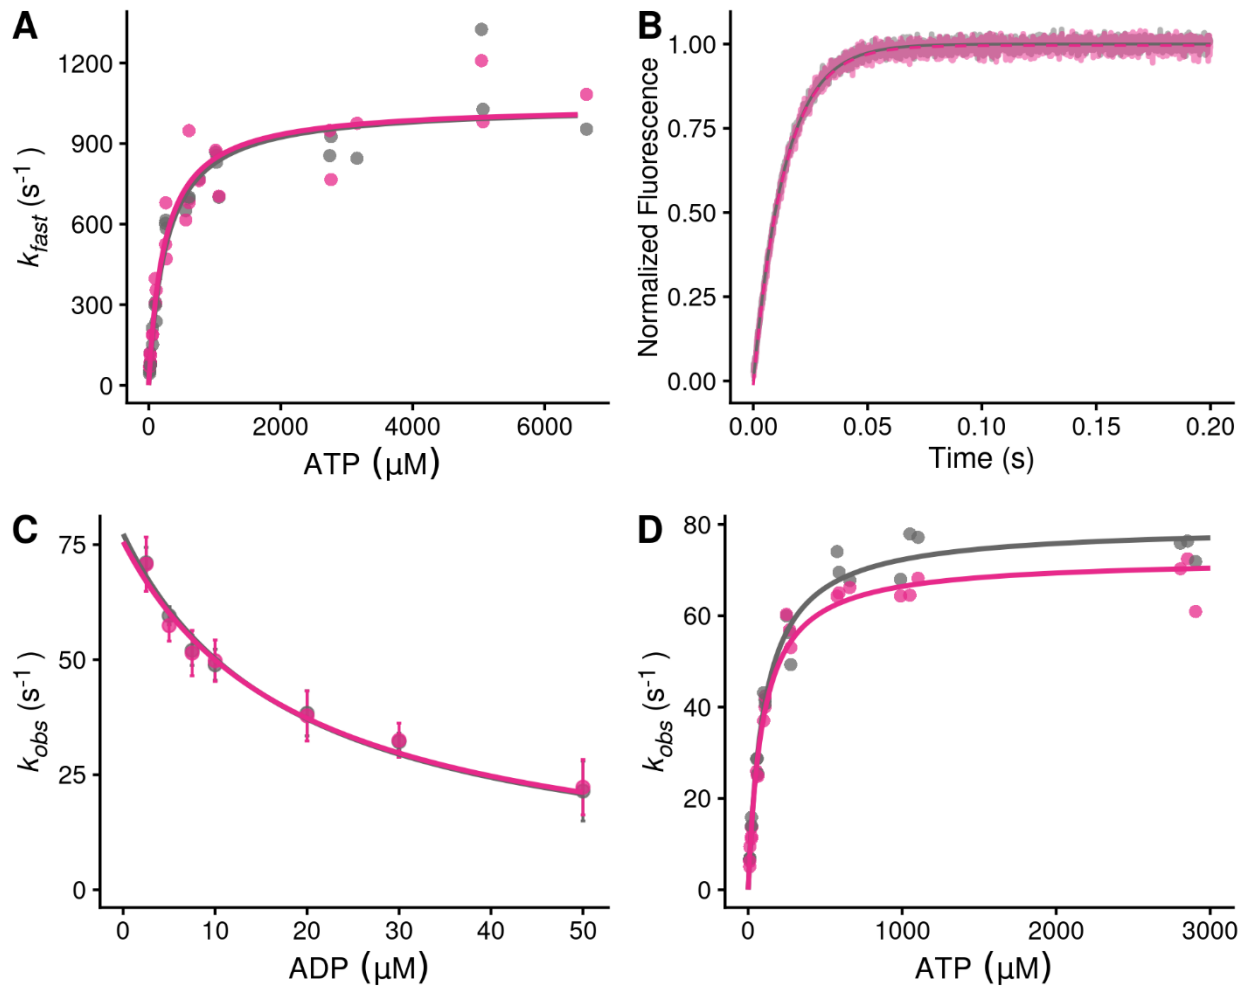 A
1200
900
600
300
0
k_fast (s⁻¹)
0 2000 4000 6000
ATP (µM)
B
1.00
0.75
0.50
0.25
0.00
Normalized Fluorescence
0.00 0.05 0.10 0.15 0.20
Time (s)
C
75
50
25
0
k_obs (s⁻¹)
0 10 20 30 40 50
ADP (µM)
D
80
60
40
20
0
k_obs (s⁻¹)
0 1000 2000 3000
ATP (µM)